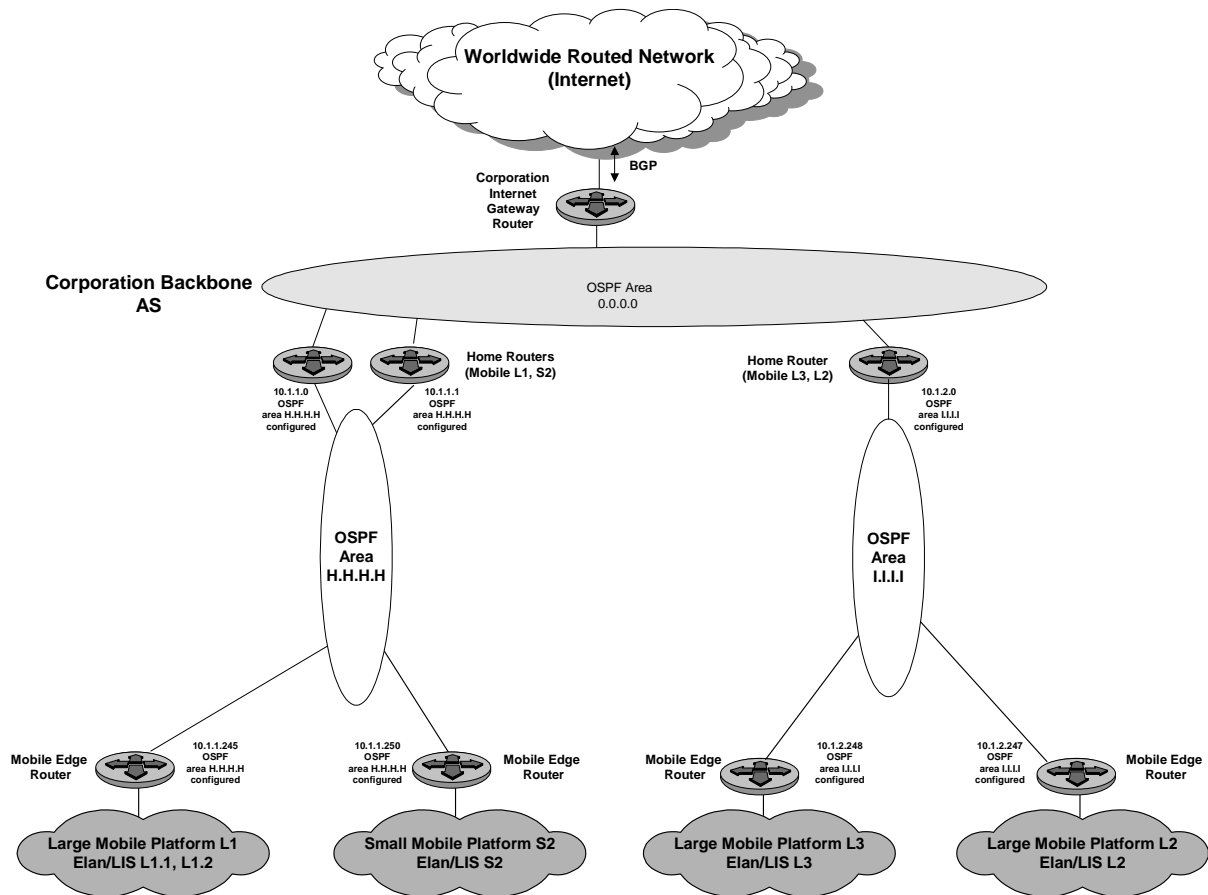 Worldwide Routed Network
(Internet)
BGP
Corporation
Internet
Gateway
Router
Corporation Backbone
AS
OSPF Area
0.0.0.0
Home Routers
(Mobile L1, S2)
Home Router
(Mobile L3, L2)
10.1.1.0
OSPF
area H.H.H.H
configured
10.1.1.1
OSPF
area H.H.H.H
configured
10.1.2.0
OSPF
area I.I.I.I
configured
OSPF
Area
H.H.H.H
OSPF
Area
I.I.I.I
Mobile Edge
Router
10.1.1.245
OSPF
area H.H.H.H
configured
10.1.1.250
OSPF
area H.H.H.H
configured
Mobile Edge
Router
Mobile Edge
Router
10.1.2.248
OSPF
area I.I.I.I
configured
10.1.2.247
OSPF
area I.I.I.I
configured
Mobile Edge
Router
Large Mobile Platform L1
Elan/LIS L1.1, L1.2
Small Mobile Platform S2
Elan/LIS S2
Large Mobile Platform L3
Elan/LIS L3
Large Mobile Platform L2
Elan/LIS L2